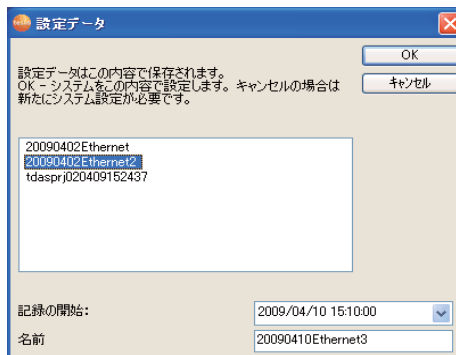 設定データ
OK
設定データはこの内容で保存されます。
OK - システムをこの内容で設定します。キャンセルの場合は
新たにシステム設定が必要です。
キャンセル
20090402Ethernet
20090402Ethernet2
tdasprj020409152437
記録の開始: 2009/04/10 15:10:00
名前 20090410Ethernet3